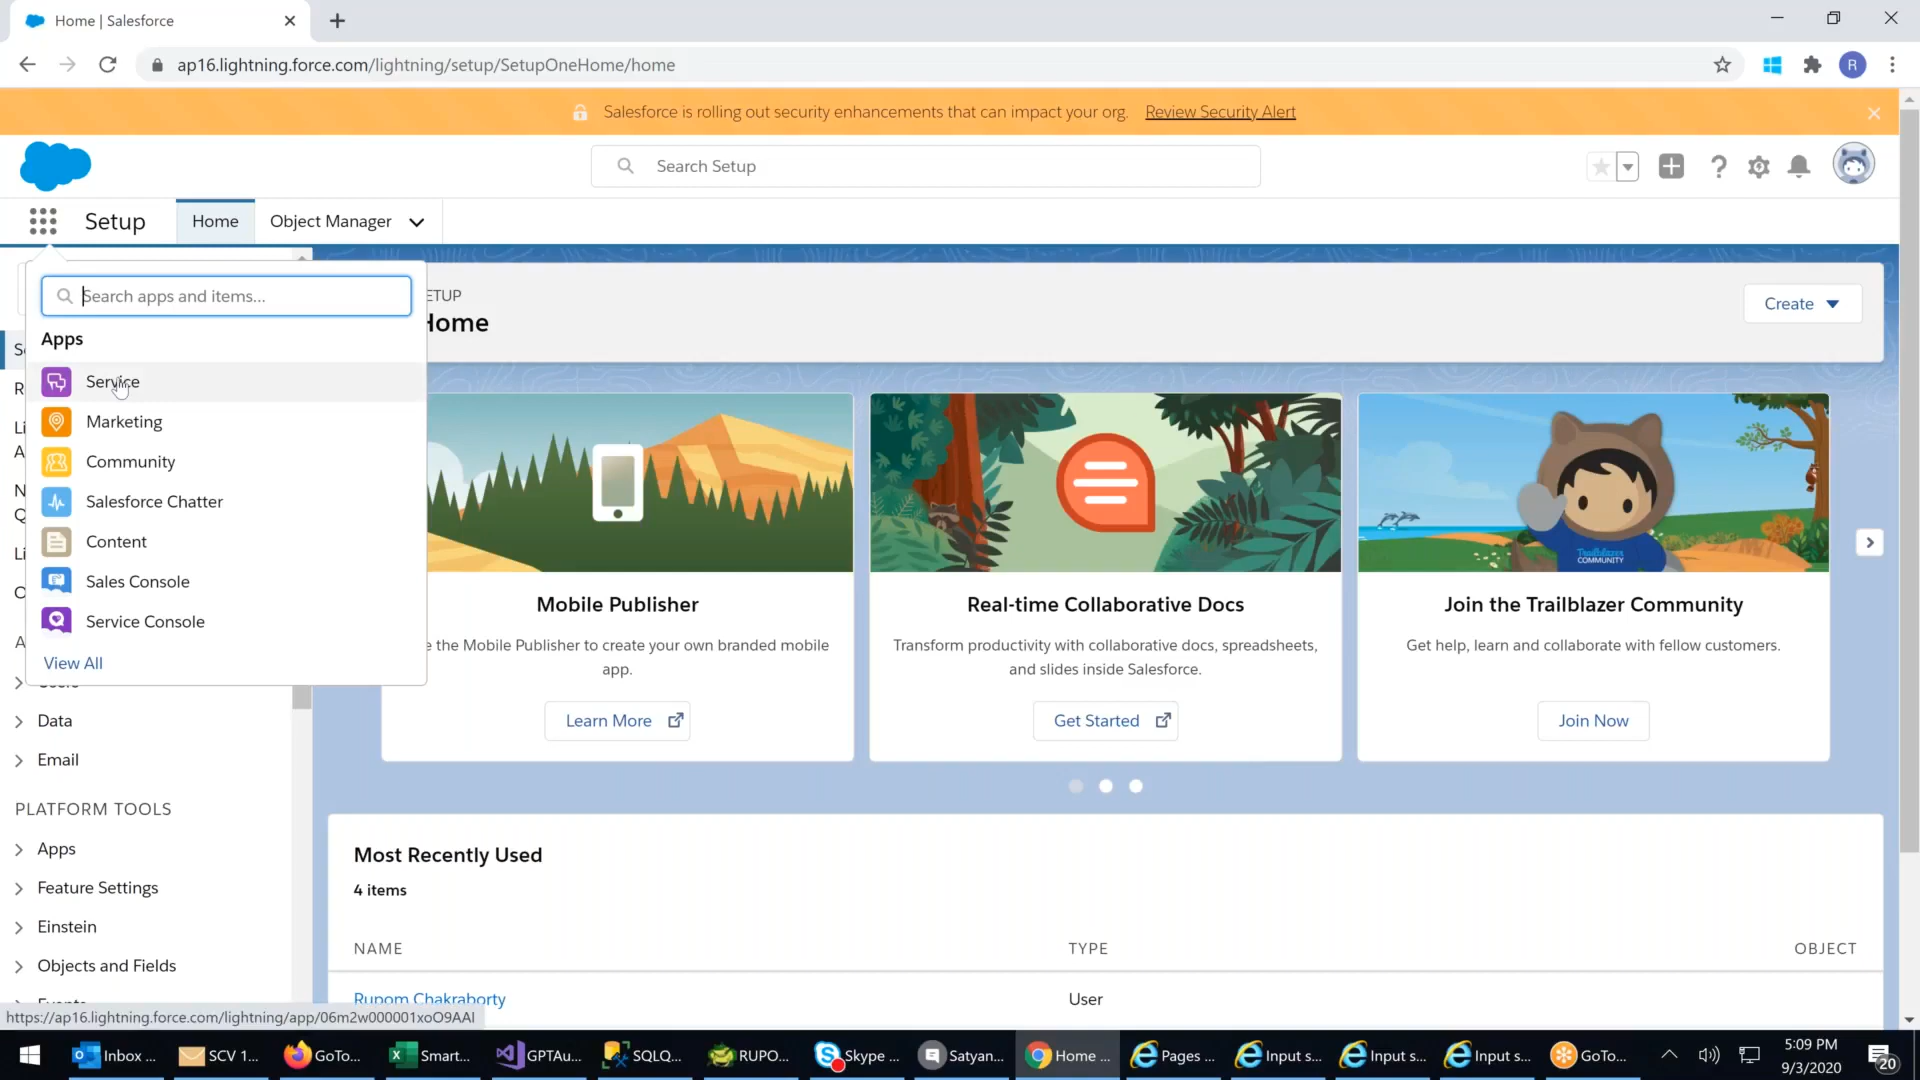 Home | Salesforce
ap16.lightning.force.com/lightning/setup/SetupOneHome/home
R
Salesforce is rolling out security enhancements that can impact your org. Review Security Alert
Search Setup
Setup
Home
Object Manager
Search apps and items...
Apps
Service
Marketing
Community
Salesforce Chatter
Content
Sales Console
Service Console
View All
ETUP
Home
Create
Mobile Publisher
e the Mobile Publisher to create your own branded mobile
app.
Learn More
Real-time Collaborative Docs
Transform productivity with collaborative docs, spreadsheets,
and slides inside Salesforce.
Get Started
Trailblazer
COMMUNITY
Join the Trailblazer Community
Get help, learn and collaborate with fellow customers.
Join Now
Data
Email
PLATFORM TOOLS
Apps
Feature Settings
Einstein
Objects and Fields
Most Recently Used
4 items
NAME TYPE OBJECT
Rupom Chakraborty User
https://ap16.lightning.force.com/lightning/app/06m2w000001xoO9AAI
Inbox ...
SCV 1...
GoTo...
Smart...
GPTAu...
SQLQ...
RUPO...
Skype ...
Satyan...
Home ...
Pages ...
Input s...
Input s...
Input s...
GoTo...
5:09 PM
9/3/2020
20